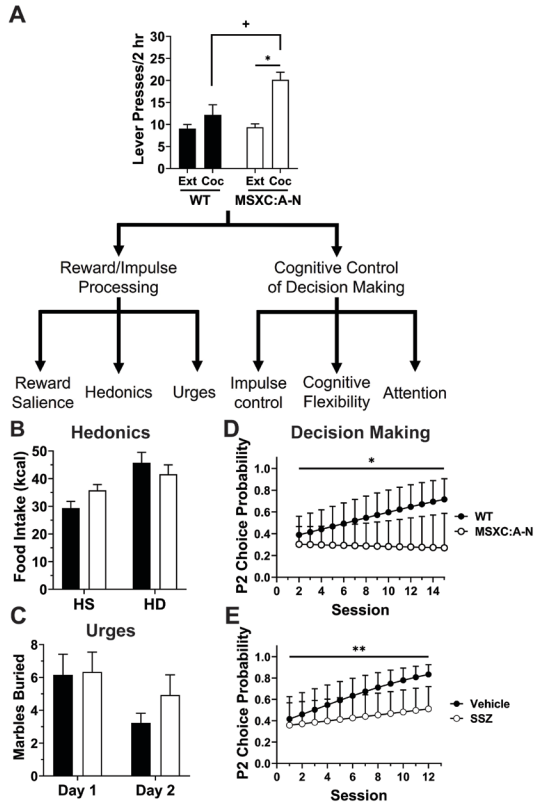 A
+
*
30
25
20
15
10
5
0
Lever Presses/2 hr
Ext Coc Ext Coc
WT MSXC:A-N
Reward/Impulse
Processing
Cognitive Control
of Decision Making
Reward
Salience
Hedonics
Urges
Impulse
control
Cognitive
Flexibility
Attention
B
Hedonics
50
40
30
20
10
0
Food Intake (kcal)
HS HD
C
Urges
8
6
4
2
0
Marbles Buried
Day 1 Day 2
D
Decision Making
*
1.0
0.8
0.6
0.4
0.2
0.0
P2 Choice Probability
0 2 4 6 8 10 12 14
Session
WT
MSXC:A-N
E
**
1.0
0.8
0.6
0.4
0.2
0.0
P2 Choice Probability
0 2 4 6 8 10 12
Session
Vehicle
SSZ